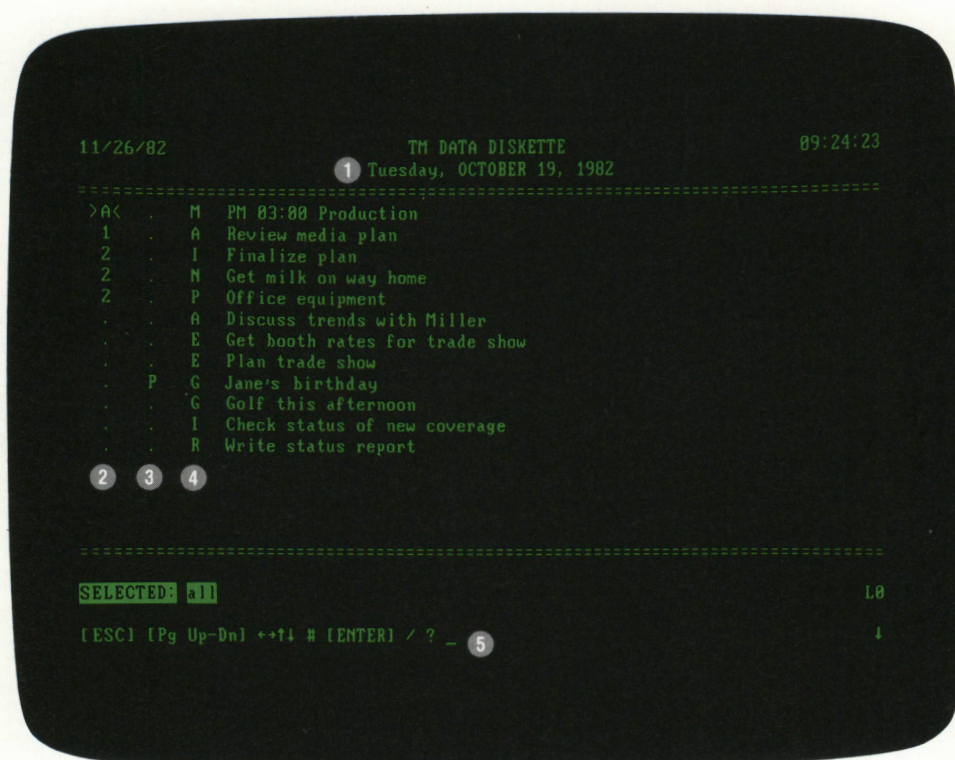 11/26/82 TM DATA DISKETTE 09:24:23
1 Tuesday, OCTOBER 19, 1982
================================================================================
>A< . M PM 03:00 Production
1 . A Review media plan
2 . I Finalize plan
2 . N Get milk on way home
2 . P Office equipment
. . A Discuss trends with Miller
. . E Get booth rates for trade show
. . E Plan trade show
. P G Jane's birthday
. . G Golf this afternoon
. . I Check status of new coverage
. . R Write status report
2 3 4
================================================================================
SELECTED: all L0
[ESC] [Pg Up-Dn] ←→↑↓ # [ENTER] / ? _ 5 ↓